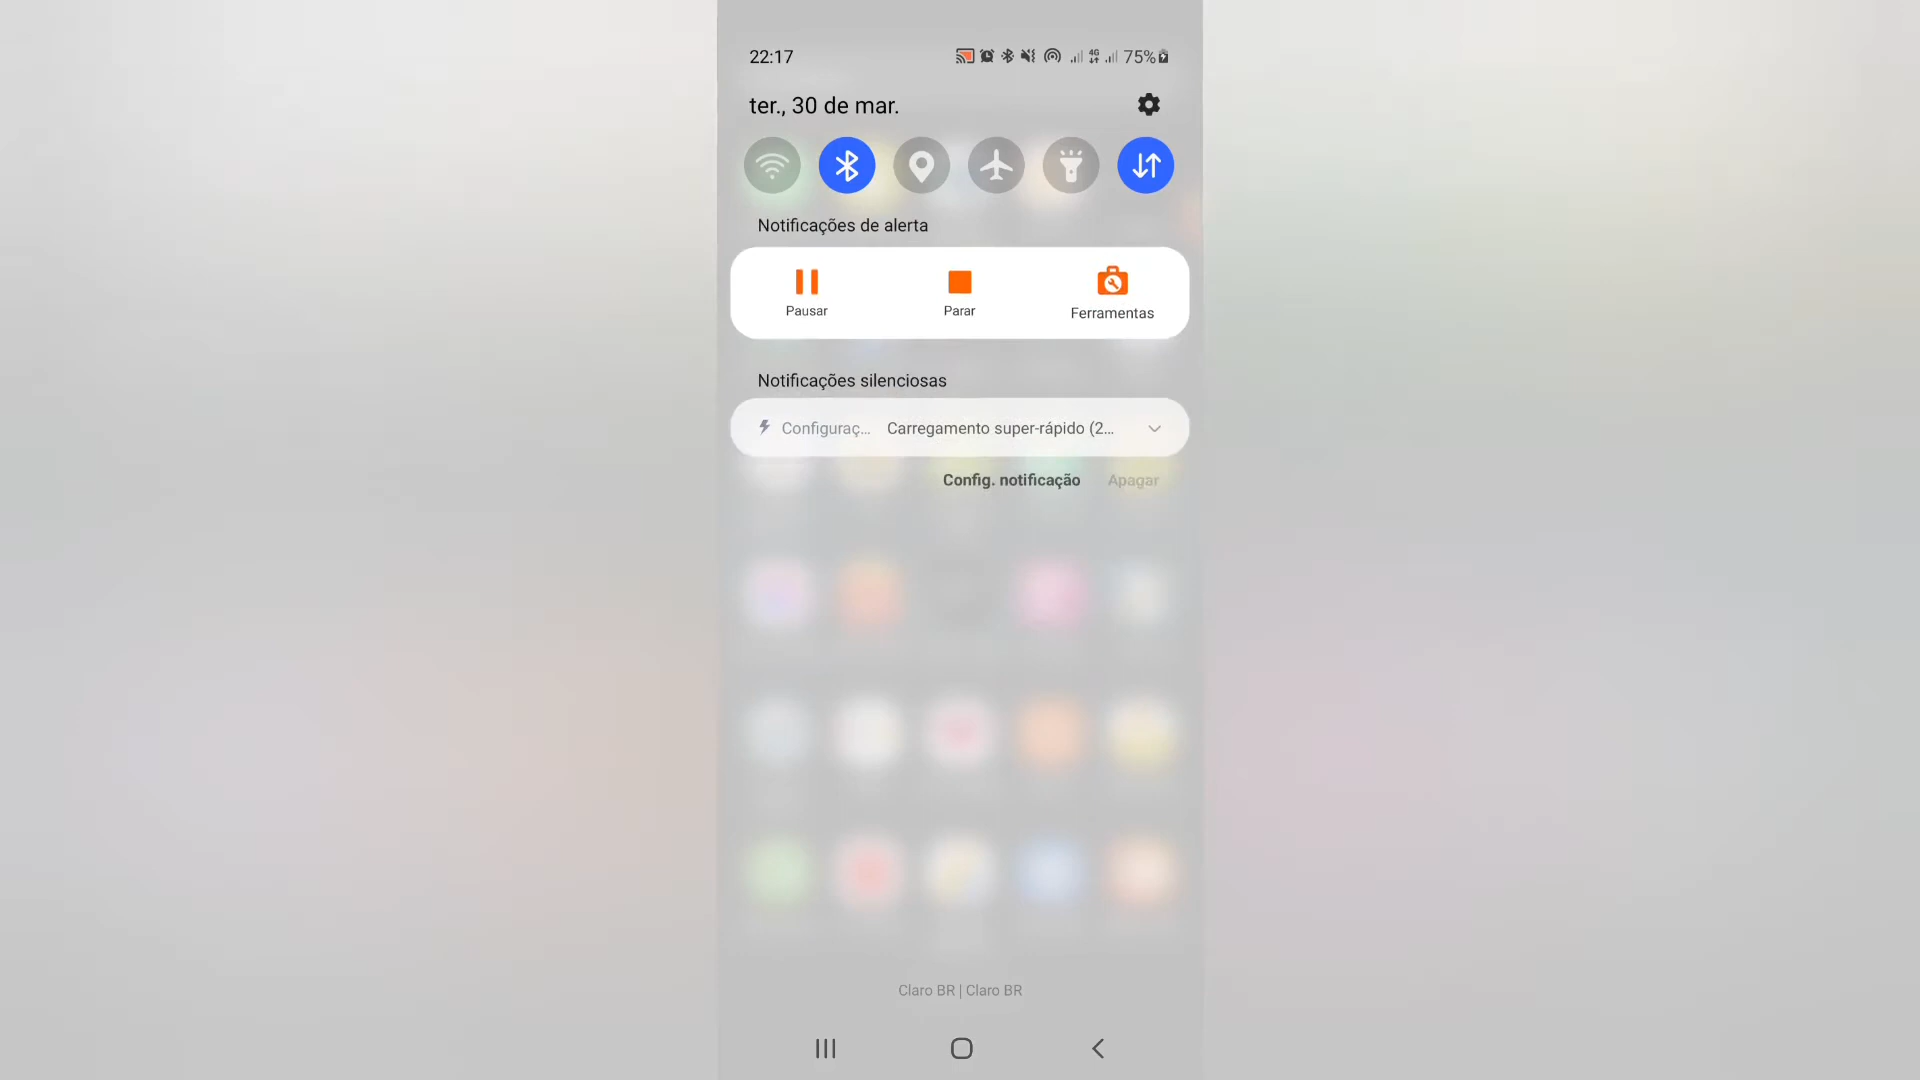 22:17
4G
75%
ter., 30 de mar.
Notificações de alerta
Pausar
Parar
Ferramentas
Notificações silenciosas
Configuraç... Carregamento super-rápido (2...
Config. notificação
Apagar
Claro BR | Claro BR